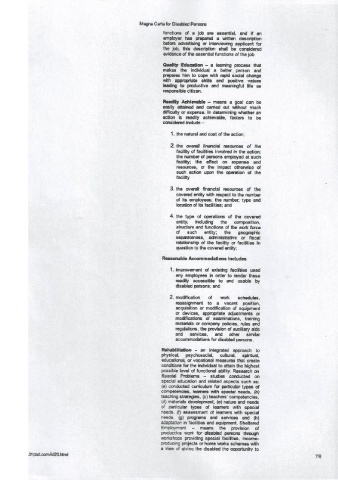 Magna Carta for Disabled Persons
functions of a job are essential, and if an
employer has prepared a written description
before advertising or interviewing applicant for
the job, this description shall be considered
evidence of the essential functions of the job.
Quality Education – a learning process that
makes the individual a better person and
prepares him to cope with rapid social change
with appropriate skills and positive values
leading to productive and meaningful life as
responsible citizen.
Readily Achievable – means a goal can be
easily attained and carried out without much
difficulty or expense. In determining whether an
action is readily achievable, factors to be
considered include –
1. the natural and cost of the action;
2. the overall financial resources of the
facility of facilities involved in the action;
the number of persons employed at such
facility; the effect on expense and
resources, or the impact otherwise of
such action upon the operation of the
facility
3. the overall financial resources of the
covered entity with respect to the number
of its employees; the number, type and
location of its facilities; and
4. the type of operations of the covered
entity, including the composition,
structure and functions of the work force
of such entity; the geographic
separateness, administrative or fiscal
relationship of the facility or facilities in
question to the covered entity;
Reasonable Accommodations includes
1. improvement of existing facilities used
any employees in order to render these
readily accessible to and usable by
disabled persons; and
2. modification of work schedules,
reassignment to a vacant position,
acquisition or modification of equipment
or devices, appropriate adjustments or
modifications of examinations, training
materials or company policies, rules and
regulations, the provision of auxiliary aids
and services, and other similar
accommodations for disabled persons.
Rehabilitation – an integrated approach to
physical, psychosocial, cultural, spiritual,
educational, or vocational measures that create
conditions for the individual to attain the highest
possible level of functional ability. Research on
Special Problems – studies conducted on
special education and related aspects such as:
(a) conducted curriculum for particular types of
competencies, learners with special needs, (b)
teaching strategies, (c) teachers' competencies,
(d) materials development, (e) nature and needs
of particular types of learners with special
needs, (f) assessment of learners with special
needs, (g) programs and services and (h)
adaptation in facilities and equipment. Sheltered
Employment – means the provision of
productive work for disabled persons through
workshops providing special facilities, income-
producing projects or home works schemes with
a view of giving the disabled the opportunity to